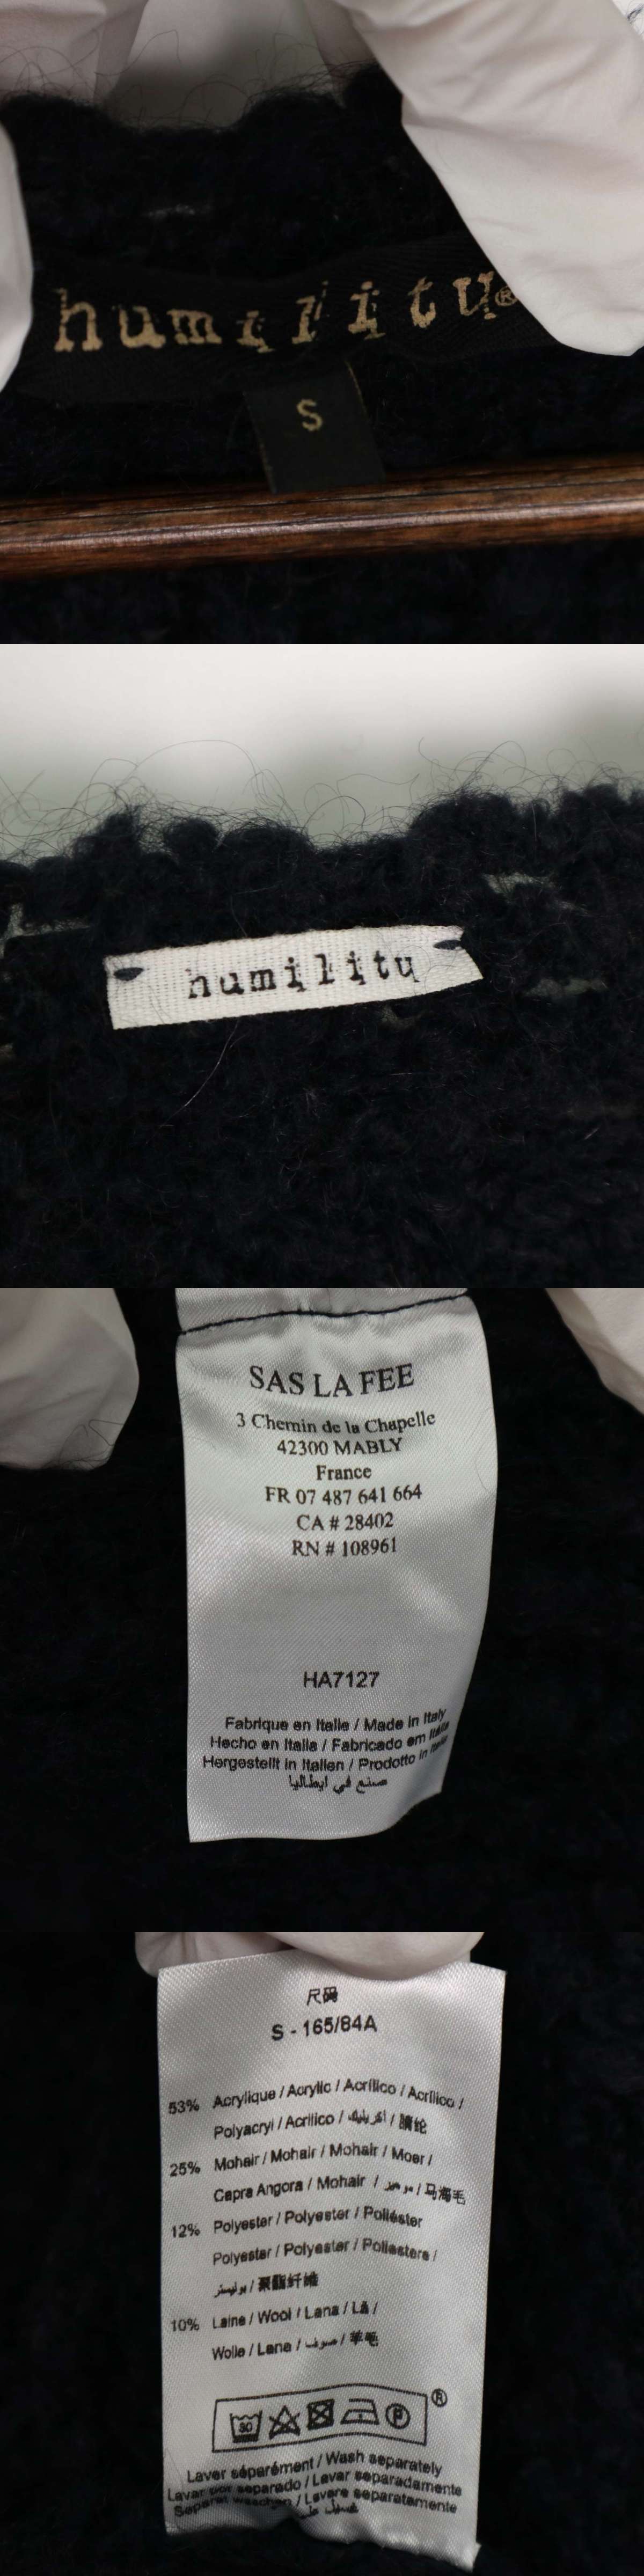 humility®
S
humility
SAS LA FEE
3 Chemin de la Chapelle
42300 MABLY
France
FR 07 487 641 664
CA # 28402
RN # 108961
HA7127
Fabrique en Italie / Made in Italy
Hecho en Italia / Fabricado em Itália
Hergestellt in Italien / Prodotto in Italia
صنع في ايطاليا
尺码
S - 165/84A
53% Acrylique / Acrylic / Acrílico / Acrílico /
Polyacryl / Acrilico / اكريليك / 腈纶
25% Mohair / Mohair / Mohair / Moer /
Capra Angora / Mohair / موهير / 马海毛
12% Polyester / Polyester / Poliéster
Polyester / Polyester / Poliestere /
بوليستر / 聚酯纤维
10% Laine / Wool / Lana / Lã /
Wolle / Lana / صوف / 羊毛
30
P
®
Laver séparément / Wash separately
Lavar por separado / Lavar separadamente
Separat waschen / Lavare separatamente